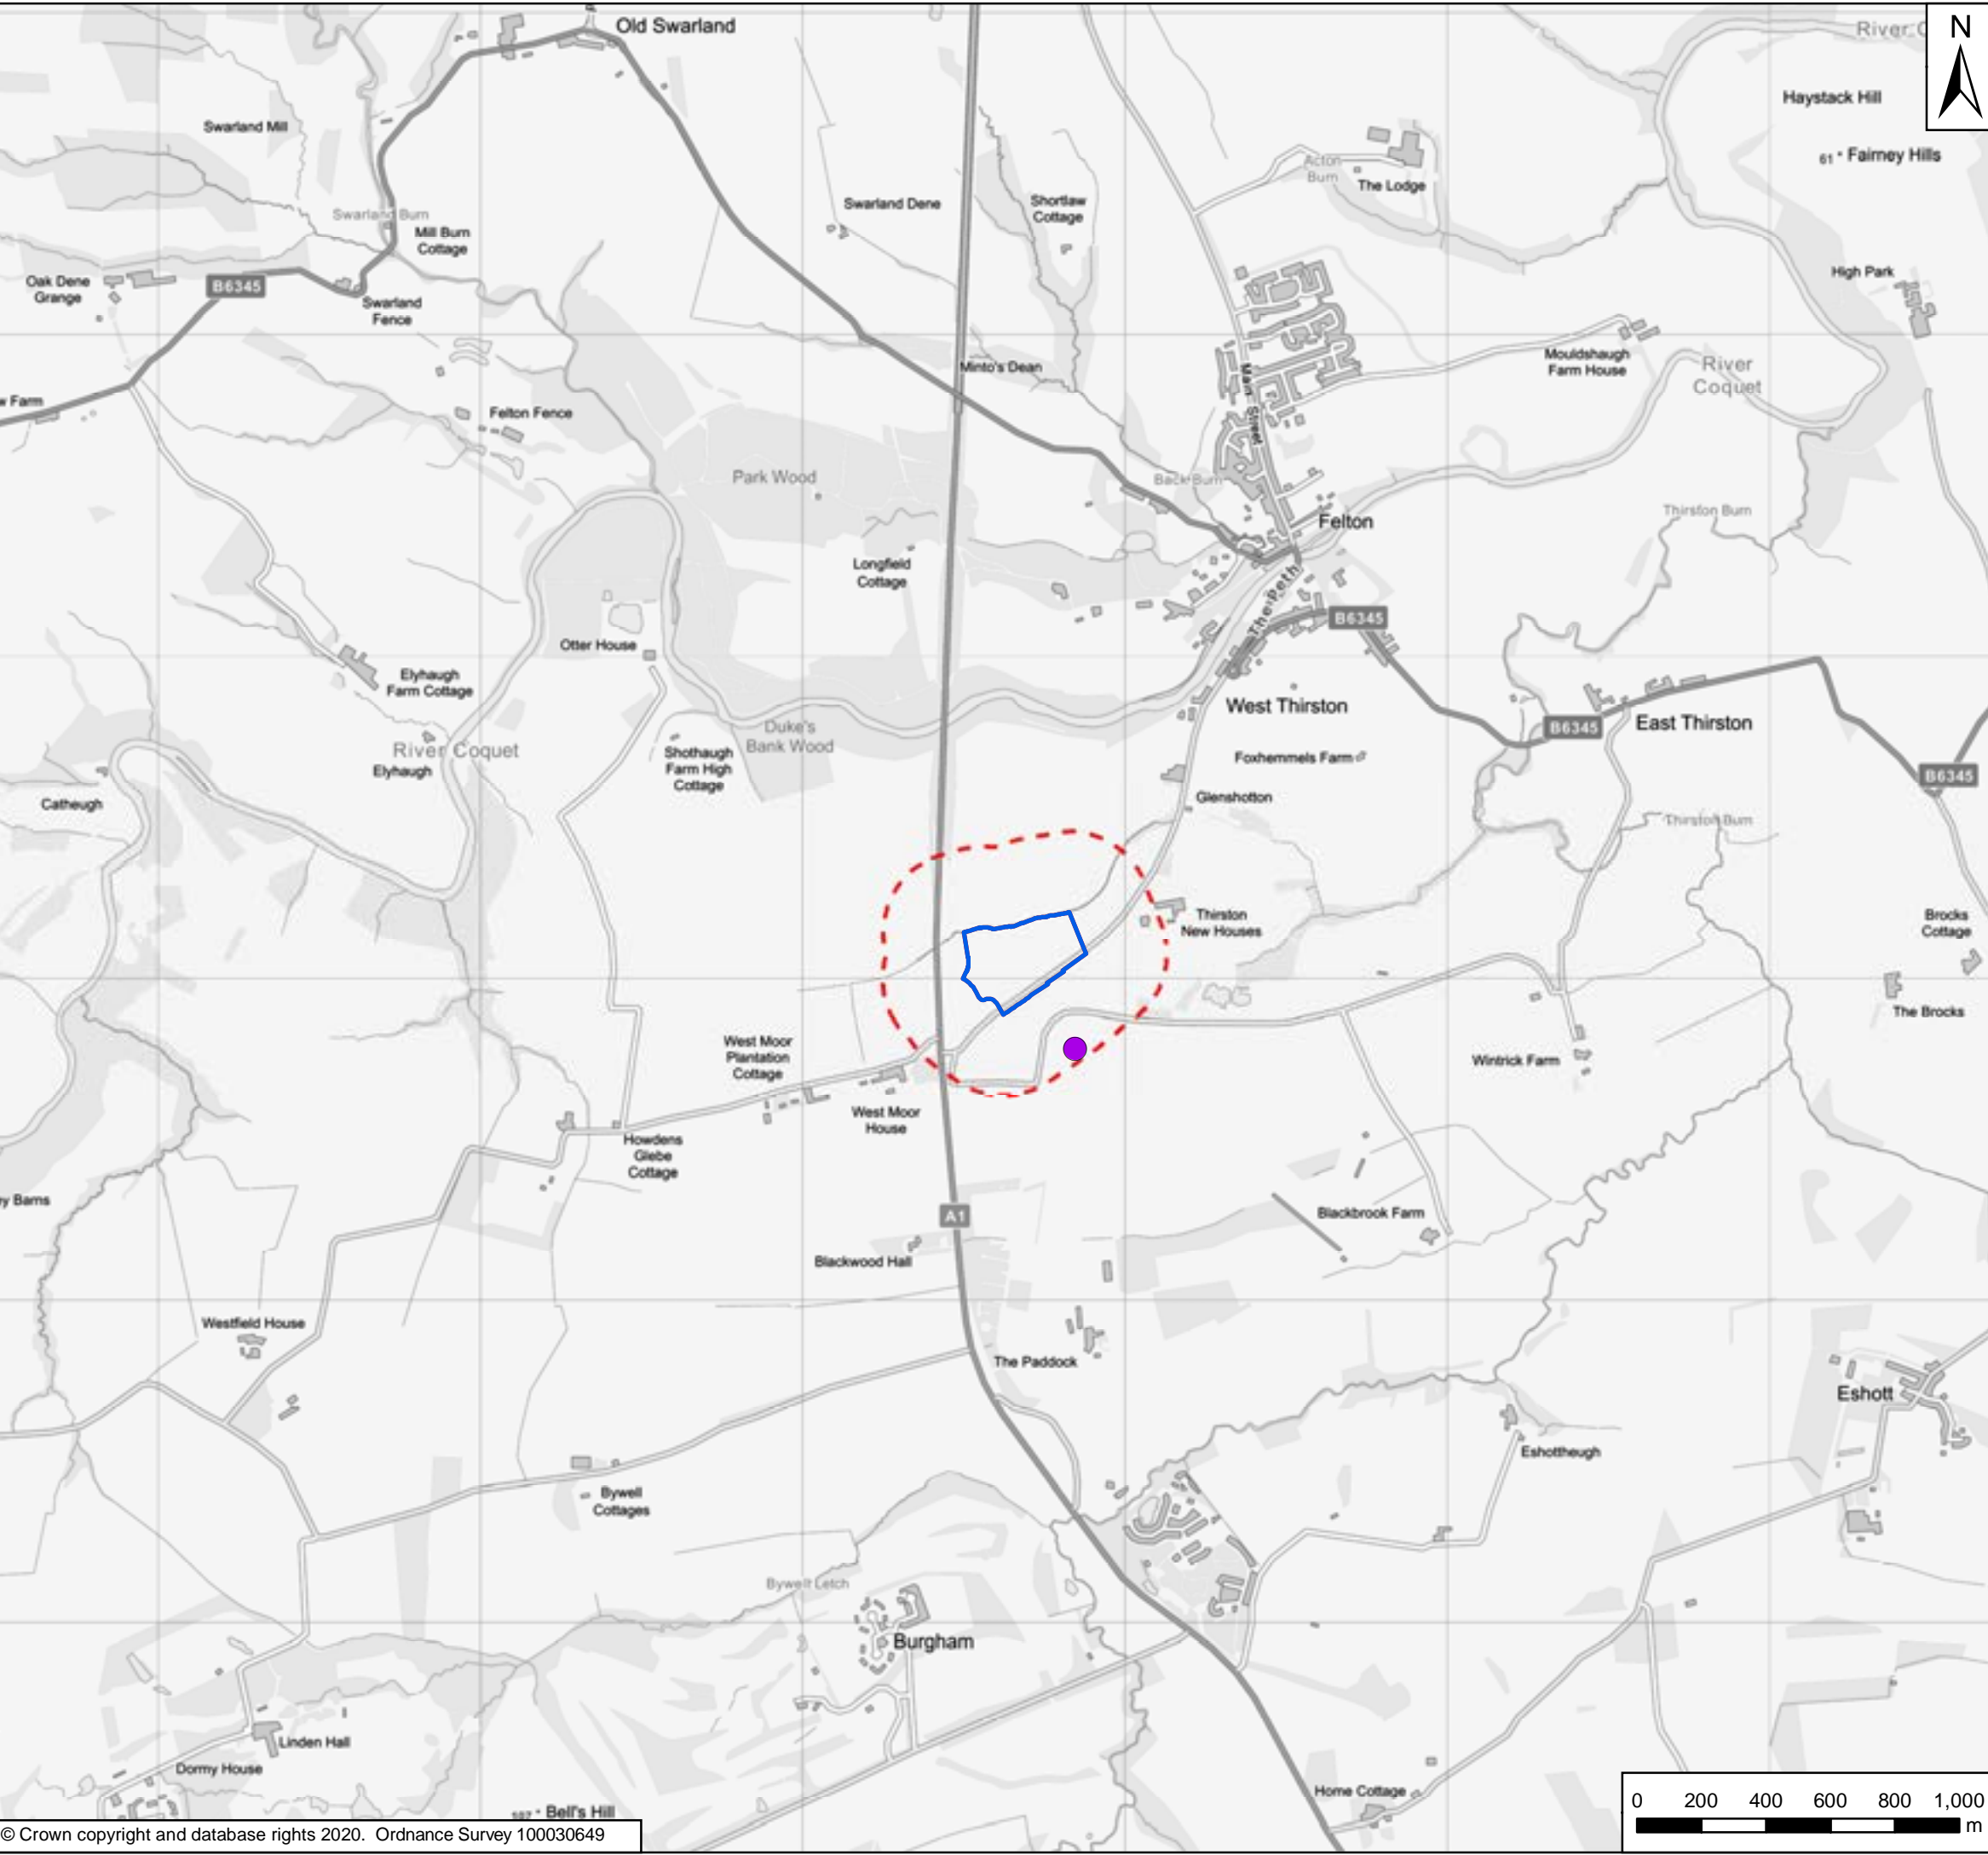 Old Swarland
River C
N
Haystack Hill
Swarland Mill
61 • Fairney Hills
Acton
Burn
The Lodge
Swarland Dene
Shortlaw
Cottage
Swarland Burn
Mill Burn
Cottage
High Park
Oak Dene
Grange
B6345
Swarland
Fence
Mouldshaugh
Farm House
River
Coquet
Minto's Dean
Main Street
w Farm
Felton Fence
Park Wood
Back Burn
Felton
Thirston Burn
Longfield
Cottage
The Peth
B6345
Otter House
Elyhaugh
Farm Cottage
West Thirston
B6345
East Thirston
Duke's
Bank Wood
River Coquet
Shothaugh
Farm High
Cottage
Foxhemmels Farm
Elyhaugh
B6345
Catheugh
Glenshotton
Thirston Burn
Thirston
New Houses
Brocks
Cottage
The Brocks
West Moor
Plantation
Cottage
Wintrick Farm
West Moor
House
Howdens
Glebe
Cottage
y Barns
A1
Blackbrook Farm
Blackwood Hall
Westfield House
The Paddock
Eshott
Eshottheugh
Bywell
Cottages
Bywell Letch
Burgham
Linden Hall
Dormy House
Home Cottage
107 • Bell's Hill
0 200 400 600 800 1,000
m
© Crown copyright and database rights 2020. Ordnance Survey 100030649